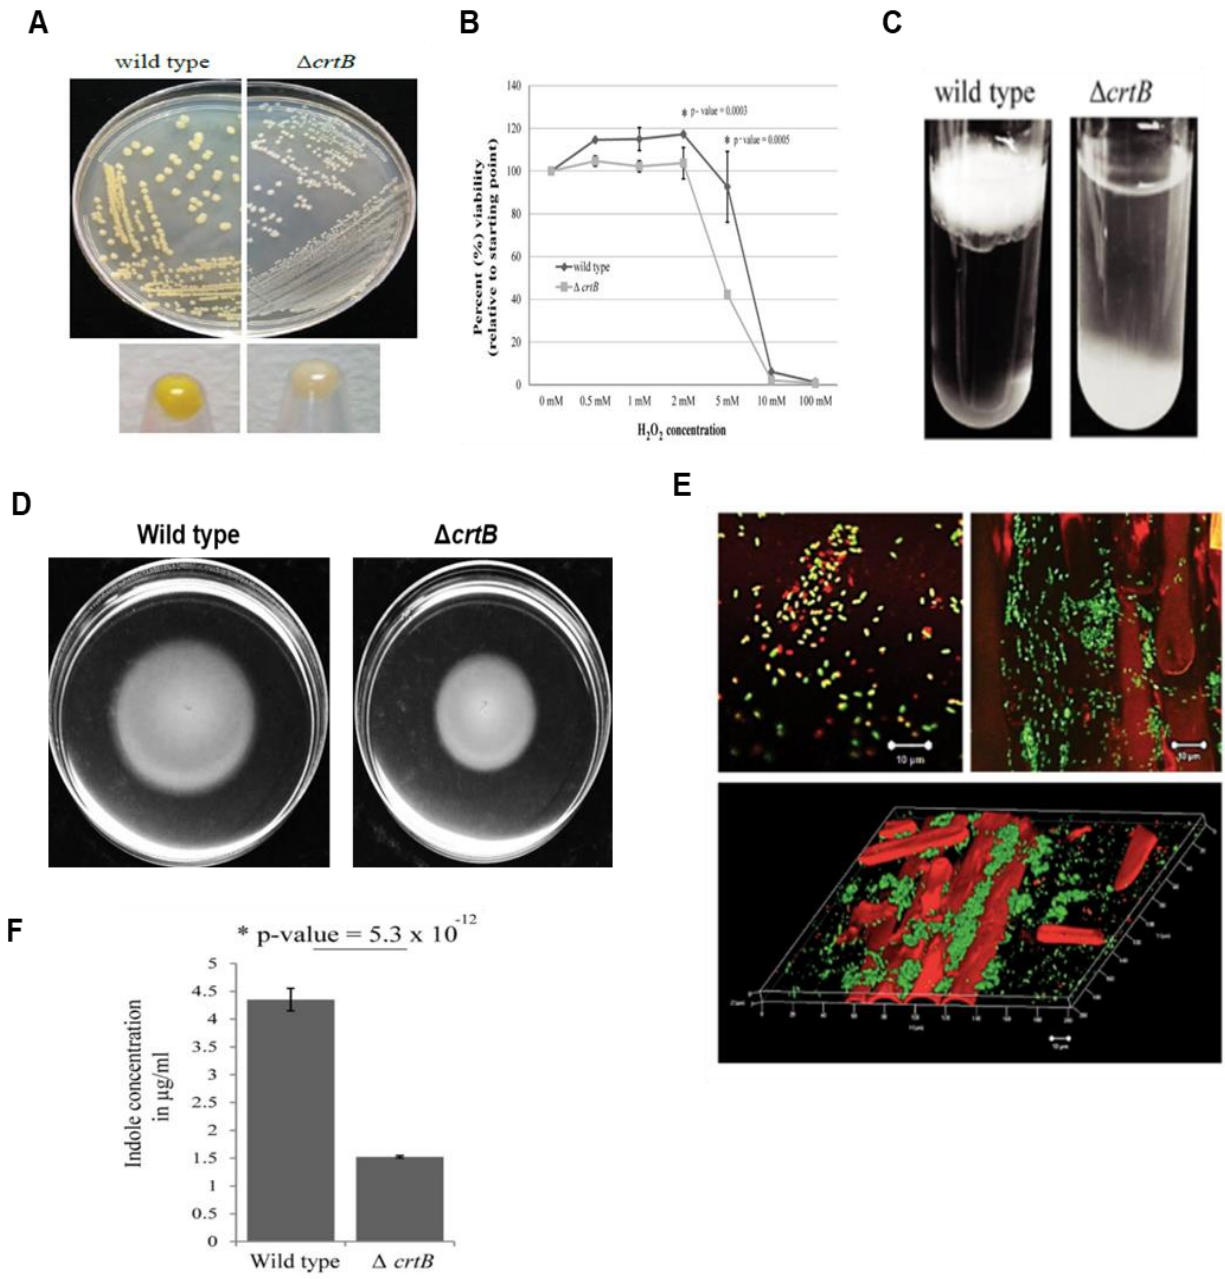 A
wild type
ΔcrtB
B
140
120
100
80
60
40
20
0
Percent (%) viability
(relative to starting point)
* p- value = 0.0003
* p - value = 0.0005
wild type
Δ crtB
0 mM 0.5 mM 1 mM 2 mM 5 mM 10 mM 100 mM
H2O2 concentration
C
wild type
ΔcrtB
D
Wild type
ΔcrtB
E
10 µm
10 µm
10 µm
F
* p-value = 5.3 x 10-12
5
4.5
4
3.5
3
2.5
2
1.5
1
0.5
0
Indole concentration
in µg/ml
Wild type
Δ crtB